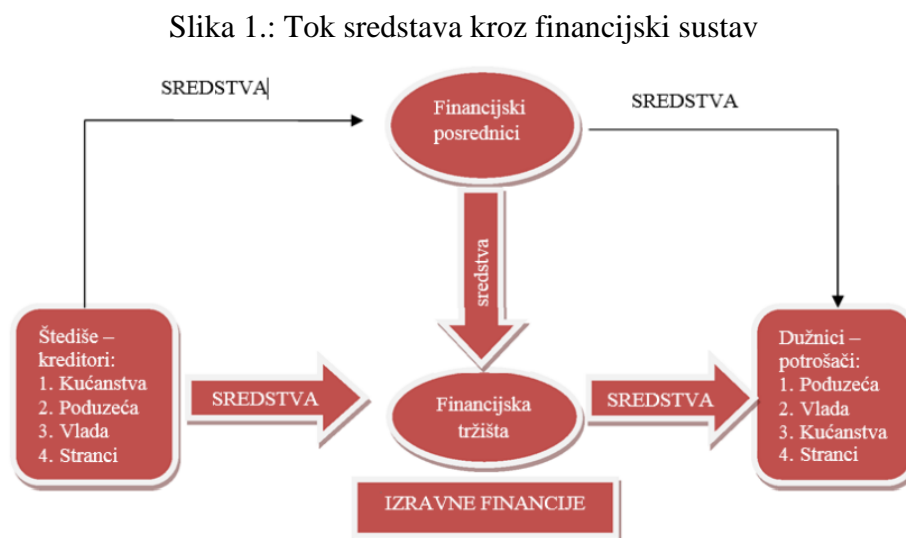 Slika 1.: Tok sredstava kroz financijski sustav
SREDSTVA
Financijski
posrednici
SREDSTVA
sredstva
Štediše –
kreditori:
1. Kućanstva
2. Poduzeća
3. Vlada
4. Stranci
SREDSTVA
Financijska
tržišta
SREDSTVA
Dužnici –
potrošači:
1. Poduzeća
2. Vlada
3. Kućanstva
4. Stranci
IZRAVNE FINANCIJE